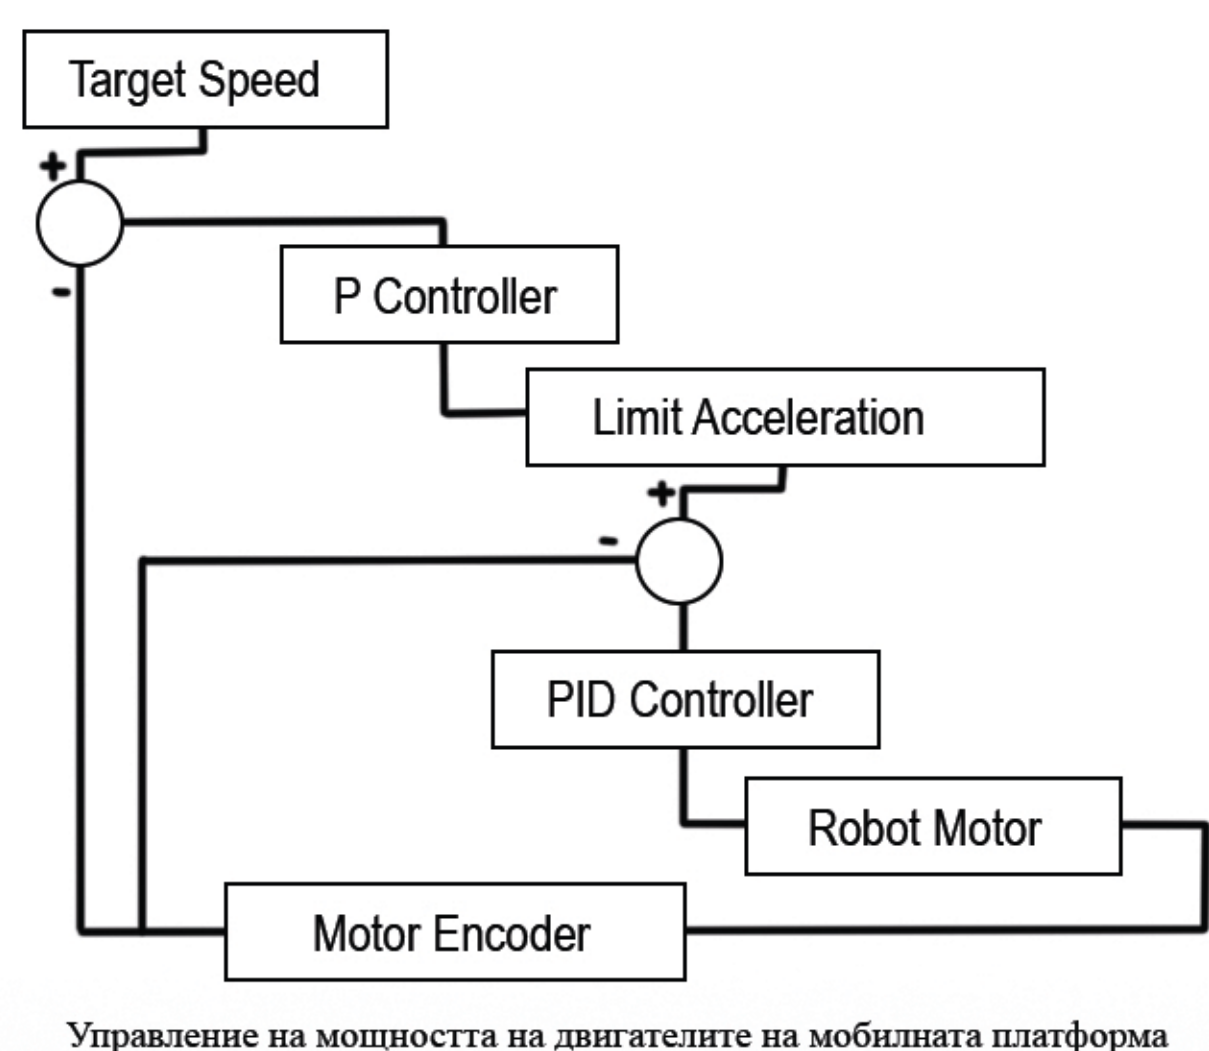 Target Speed
+
-
P Controller
Limit Acceleration
+
-
PID Controller
Robot Motor
Motor Encoder
Управление на мощността на двигателите на мобилната платформа